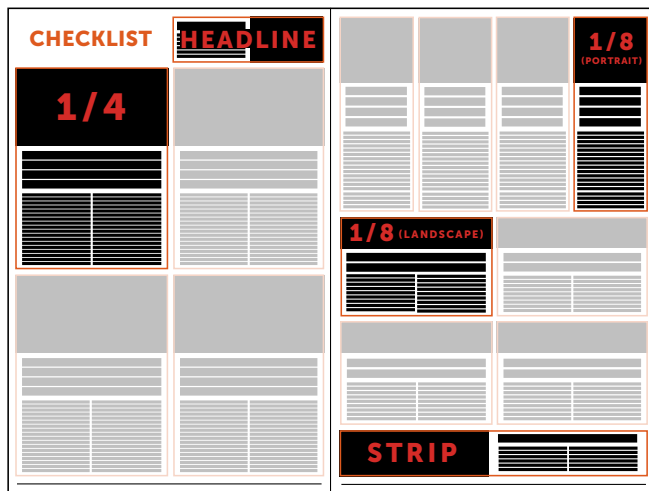 CHECKLIST
HEADLINE
1/4
1/8
(PORTRAIT)
1/8 (LANDSCAPE)
STRIP